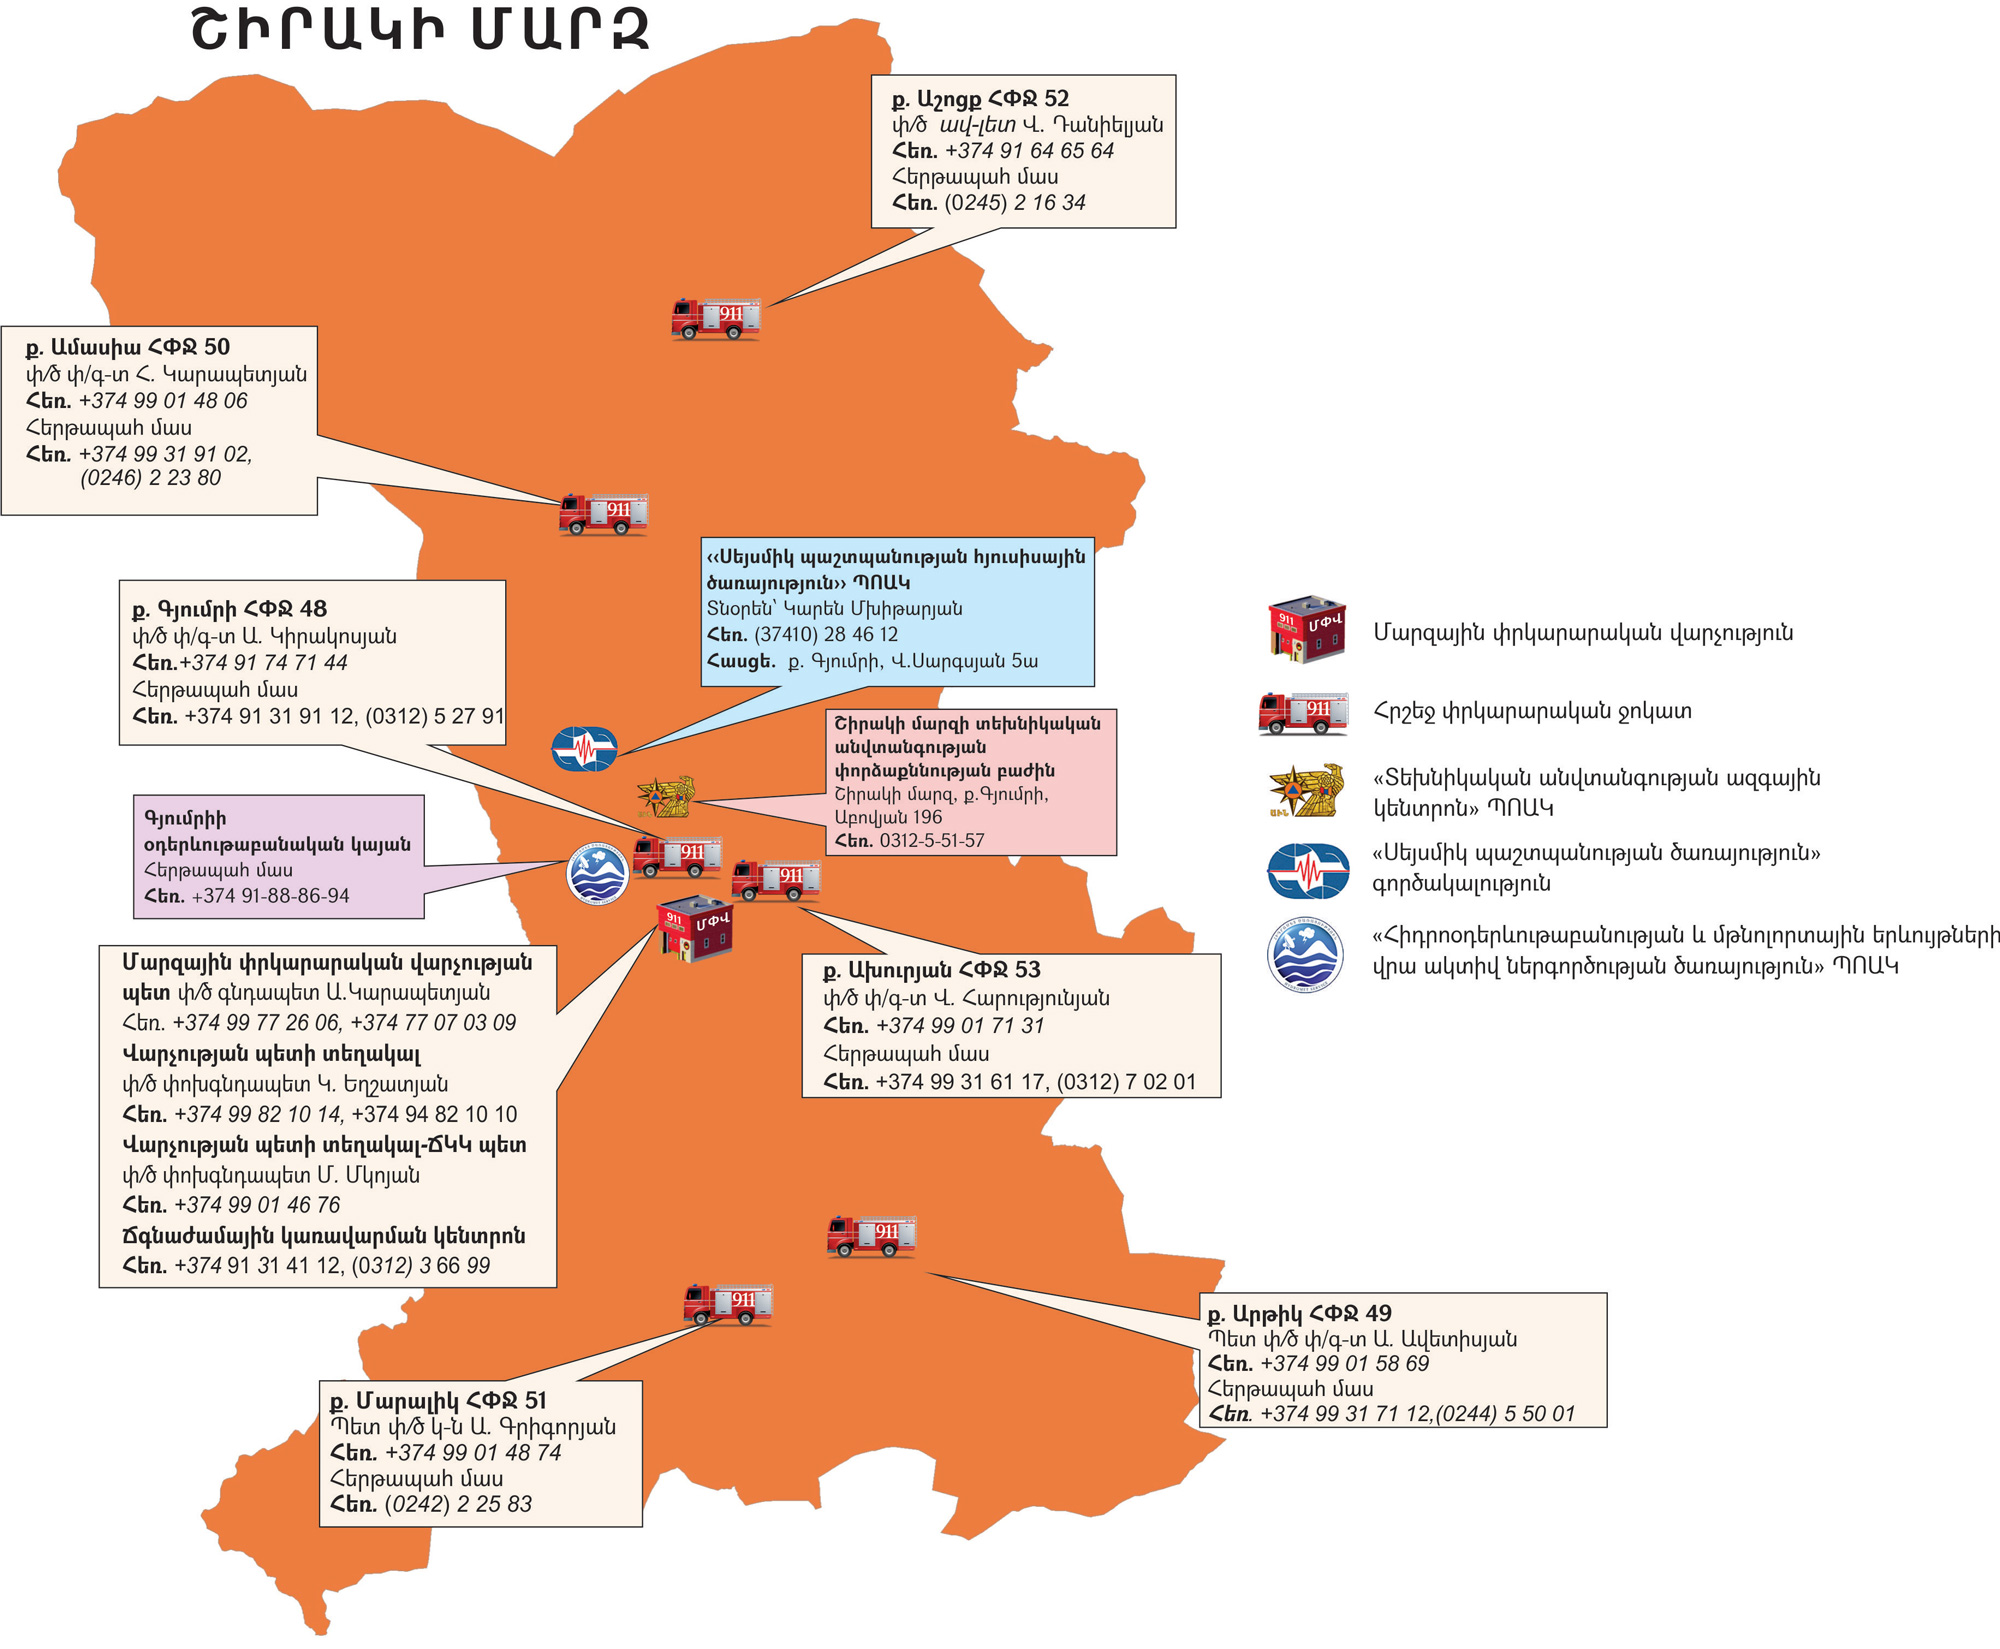 ՇԻՐԱԿԻ ՄԱՐԶ
ք. Աշոցք ՀՓՋ 52
փ/ծ ավ-լետ Վ. Դանիելյան
Հեռ. +374 91 64 65 64
Հերթապահ մաս
Հեռ. (0245) 2 16 34
911
ք. Ամասիա ՀՓՋ 50
փ/ծ փ/գ-տ Հ. Կարապետյան
Հեռ. +374 99 01 48 06
Հերթապահ մաս
Հեռ. +374 99 31 91 02,
(0246) 2 23 80
911
‹‹Սեյսմիկ պաշտպանության հյուսիսային
ծառայություն›› ՊՈԱԿ
Տնօրեն՝ Կարեն Մխիթարյան
Հեռ. (37410) 28 46 12
Հասցե. ք. Գյումրի, Վ.Սարգսյան 5ա
ք. Գյումրի ՀՓՋ 48
փ/ծ փ/գ-տ Ա. Կիրակոսյան
Հեռ.+374 91 74 71 44
Հերթապահ մաս
Հեռ. +374 91 31 91 12, (0312) 5 27 91
Շիրակի մարզի տեխնիկական
անվտանգության
փորձաքննության բաժին
Շիրակի մարզ, ք.Գյումրի,
Աբովյան 196
Հեռ. 0312-5-51-57
Գյումրիի
օդերևութաբանական կայան
Հերթապահ մաս
Հեռ. +374 91-88-86-94
911
911
911
ՄՓՎ
Մարզային փրկարարական վարչության
պետ փ/ծ գնդապետ Ա.Կարապետյան
Հեռ. +374 99 77 26 06, +374 77 07 03 09
Վարչության պետի տեղակալ
փ/ծ փոխգնդապետ Կ. Եղշատյան
Հեռ. +374 99 82 10 14, +374 94 82 10 10
Վարչության պետի տեղակալ-ՃԿԿ պետ
փ/ծ փոխգնդապետ Մ. Մկոյան
Հեռ. +374 99 01 46 76
Ճգնաժամային կառավարման կենտրոն
Հեռ. +374 91 31 41 12, (0312) 3 66 99
ք. Ախուրյան ՀՓՋ 53
փ/ծ փ/գ-տ Վ. Հարությունյան
Հեռ. +374 99 01 71 31
Հերթապահ մաս
Հեռ. +374 99 31 61 17, (0312) 7 02 01
911
911
ք. Արթիկ ՀՓՋ 49
Պետ փ/ծ փ/գ-տ Ա. Ավետիսյան
Հեռ. +374 99 01 58 69
Հերթապահ մաս
Հեռ. +374 99 31 71 12,(0244) 5 50 01
ք. Մարալիկ ՀՓՋ 51
Պետ փ/ծ կ-ն Ա. Գրիգորյան
Հեռ. +374 99 01 48 74
Հերթապահ մաս
Հեռ. (0242) 2 25 83
911
ՄՓՎ
Մարզային փրկարարական վարչություն
911
Հրշեջ փրկարարական ջոկատ
ԱԻՆ
«Տեխնիկական անվտանգության ազգային
կենտրոն» ՊՈԱԿ
«Սեյսմիկ պաշտպանության ծառայություն»
գործակալություն
«Հիդրոօդերևութաբանության և մթնոլորտային երևույթների
վրա ակտիվ ներգործության ծառայություն» ՊՈԱԿ